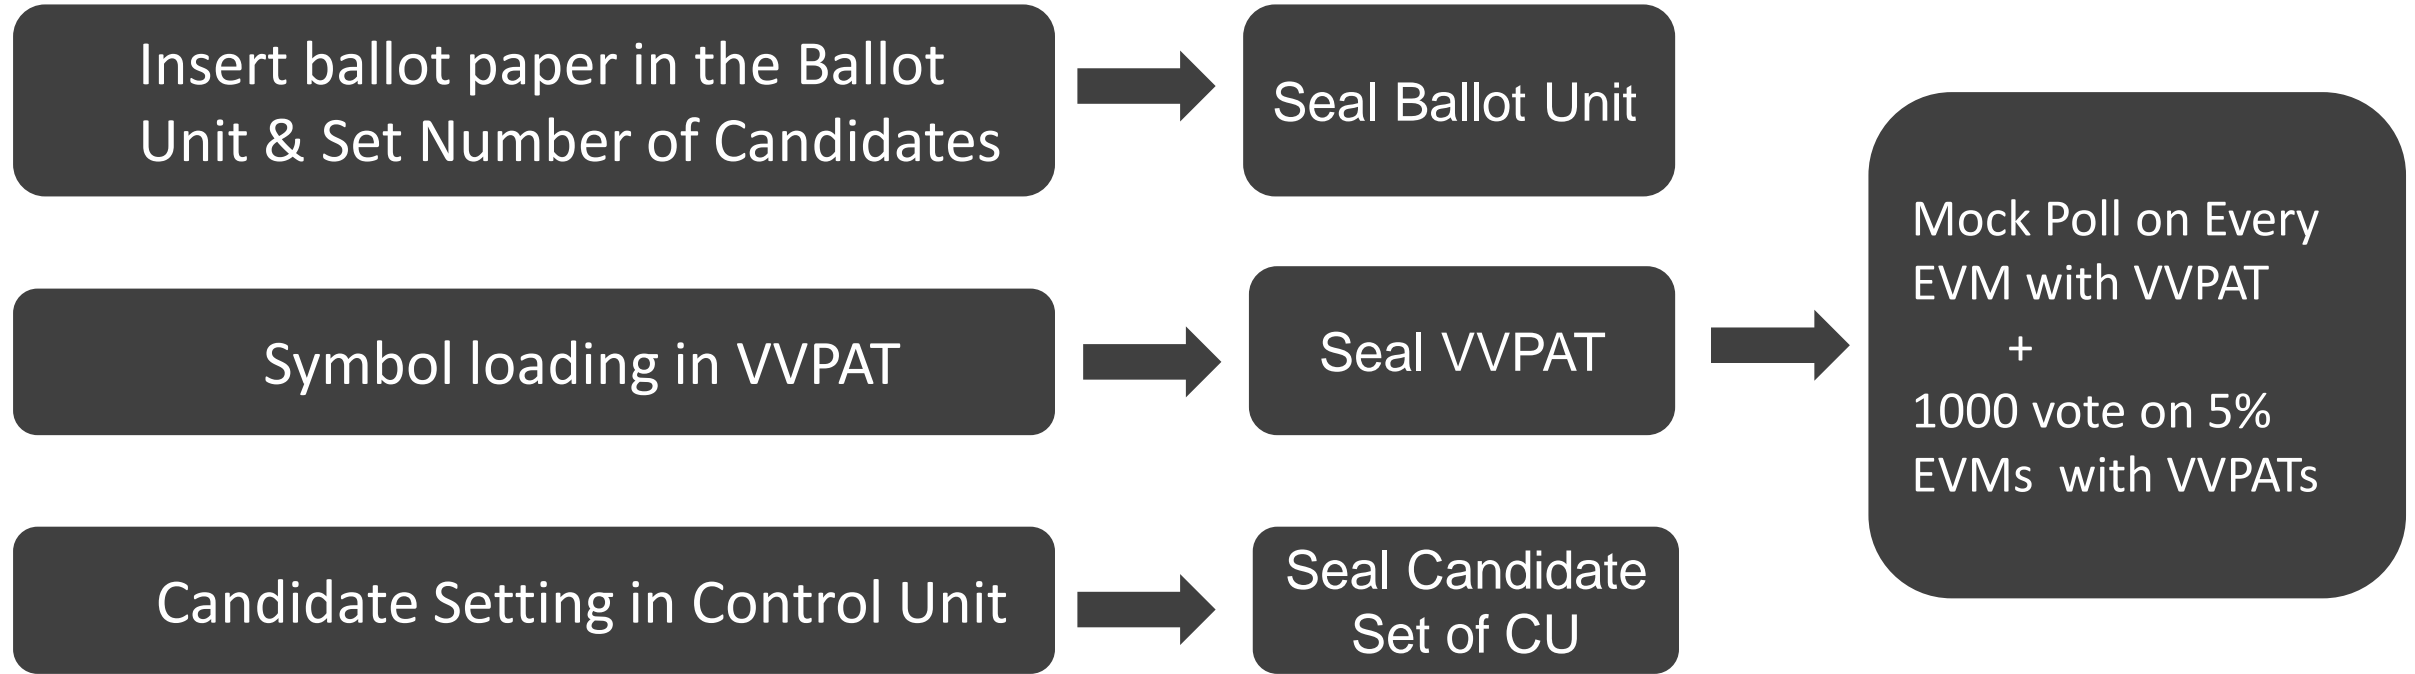 Insert ballot paper in the Ballot
Unit & Set Number of Candidates
Seal Ballot Unit
Symbol loading in VVPAT
Seal VVPAT
Candidate Setting in Control Unit
Seal Candidate
Set of CU
Mock Poll on Every
EVM with VVPAT
+
1000 vote on 5%
EVMs with VVPATs